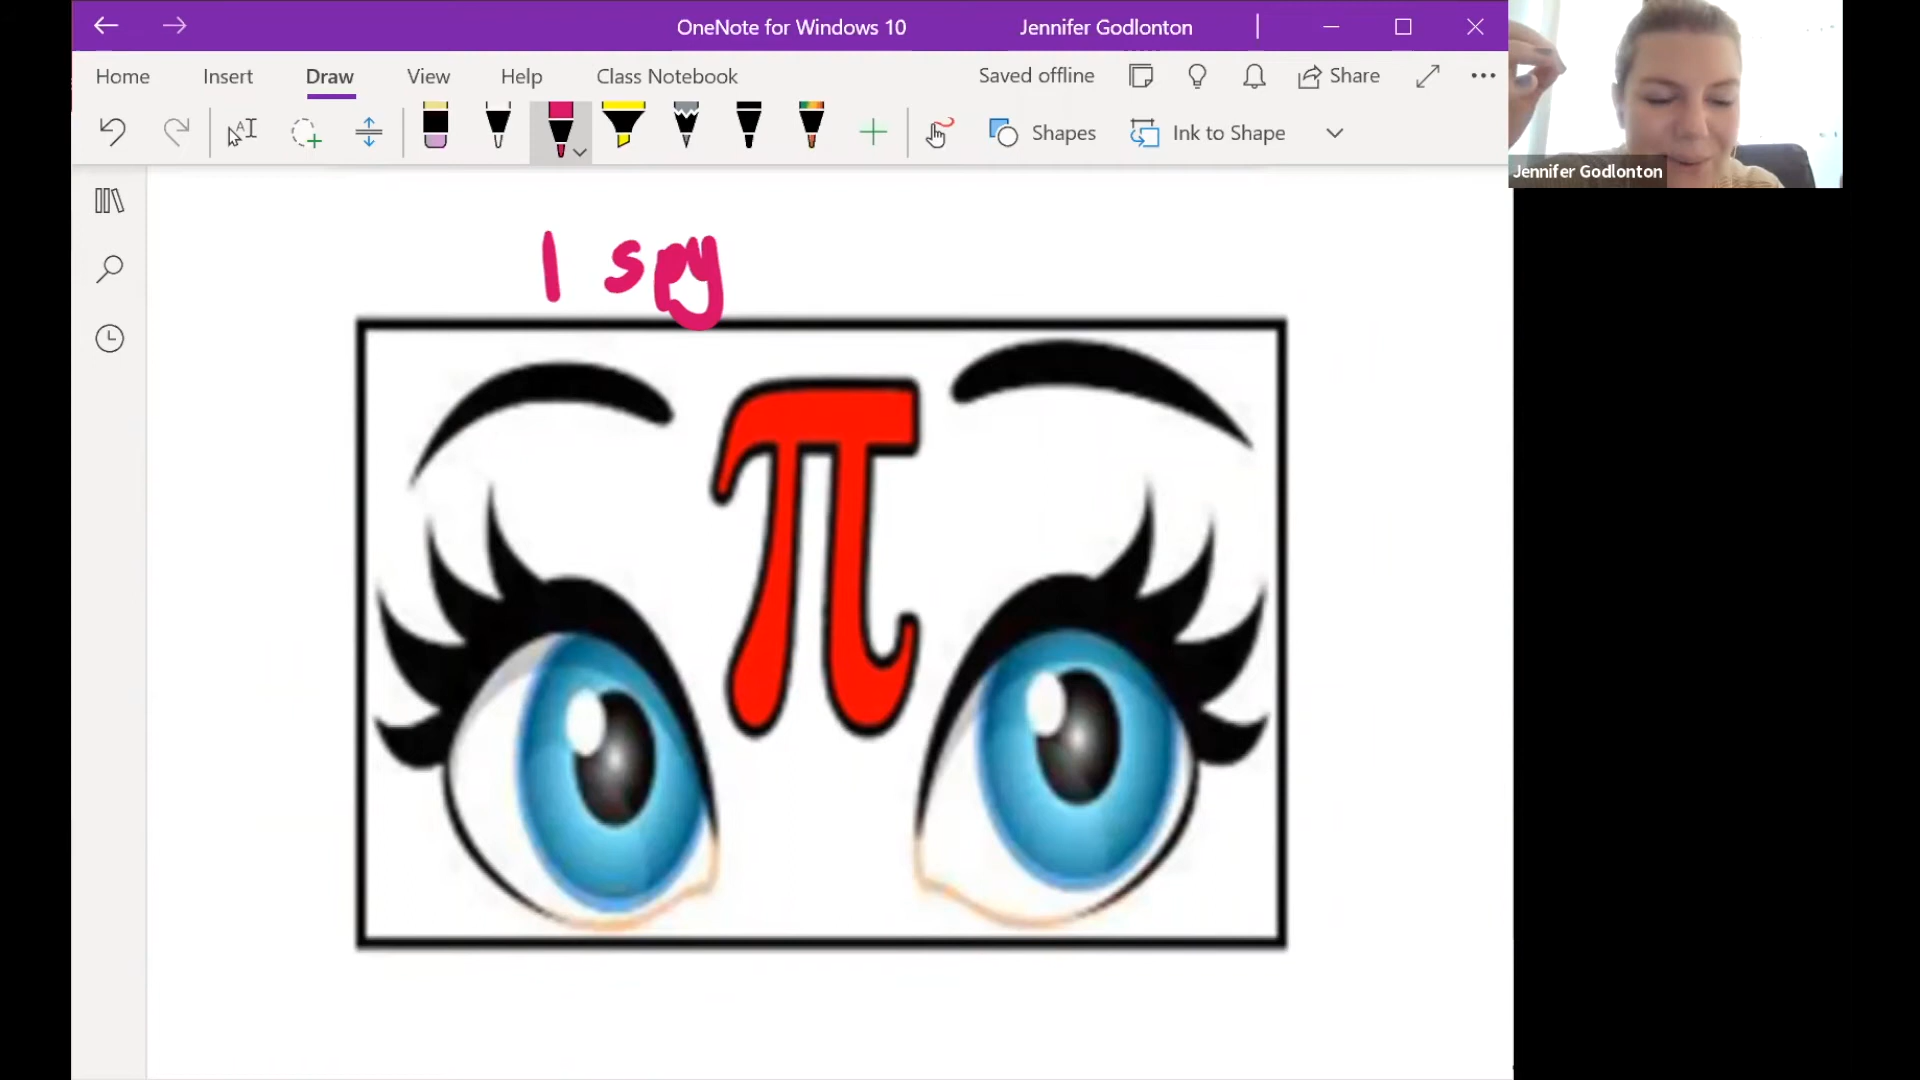 OneNote for Windows 10 Jennifer Godlonton
Home Insert Draw View Help Class Notebook Saved offline Share
Shapes Ink to Shape
Jennifer Godlonton
I spy
π